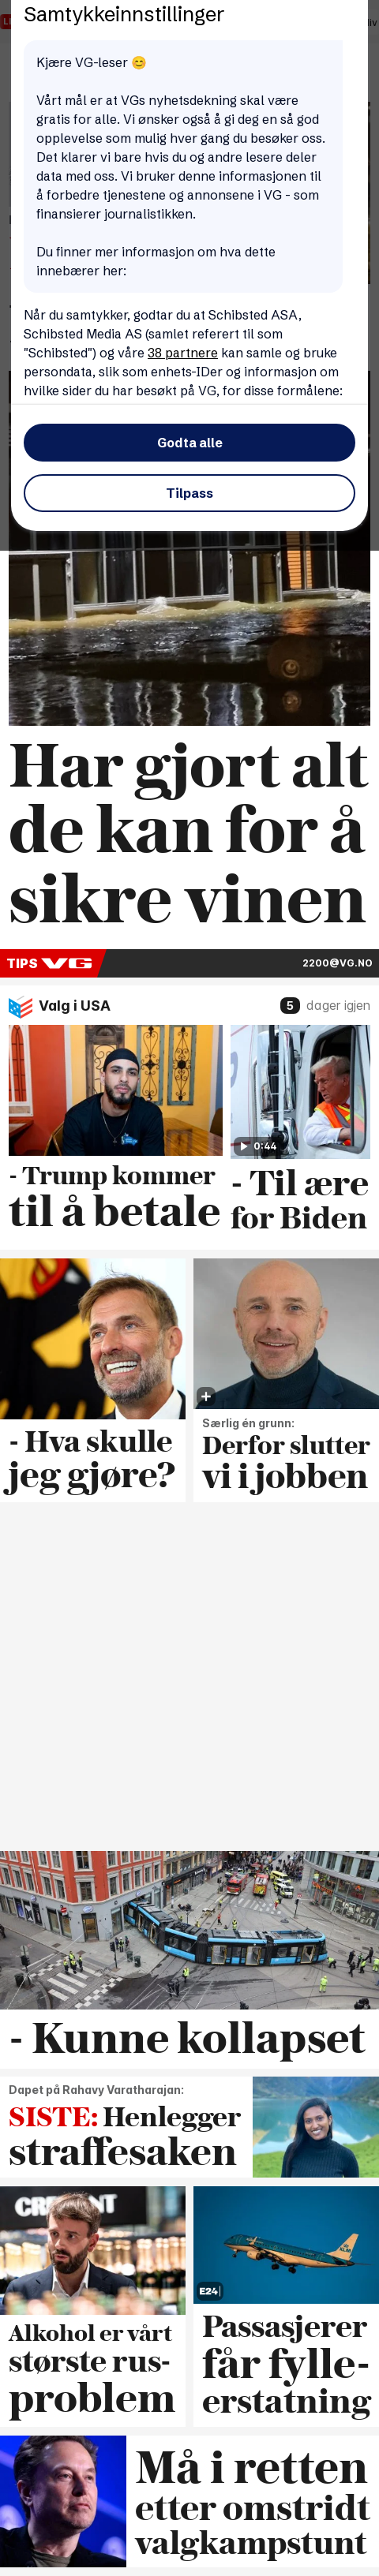 Samtykkeinnstillinger
Kjære VG-leser 😊
Vårt mål er at VGs nyhetsdekning skal være
gratis for alle. Vi ønsker også å gi deg en så god
opplevelse som mulig hver gang du besøker oss.
Det klarer vi bare hvis du og andre lesere deler
data med oss. Vi bruker denne informasjonen til
å forbedre tjenestene og annonsene i VG - som
finansierer journalistikken.
Du finner mer informasjon om hva dette
innebærer her:
Når du samtykker, godtar du at Schibsted ASA,
Schibsted Media AS (samlet referert til som
"Schibsted") og våre 38 partnere kan samle og bruke
persondata, slik som enhets-IDer og informasjon om
hvilke sider du har besøkt på VG, for disse formålene:
Godta alle
Tilpass
Har gjort alt
de kan for å
sikre vinen
TIPS VG
2200@VG.NO
Valg i USA
5 dager igjen
- Trump kommer
til å betale
0:44
- Til ære
for Biden
- Hva skulle
jeg gjøre?
Særlig én grunn:
Derfor slutter
vi i jobben
- Kunne kollapset
Dapet på Rahavy Varatharajan:
SISTE: Henlegger
straffesaken
Alkohol er vårt
største rus-
problem
E24
Passasjerer
får fylle-
erstatning
Må i retten
etter omstridt
valgkampstunt